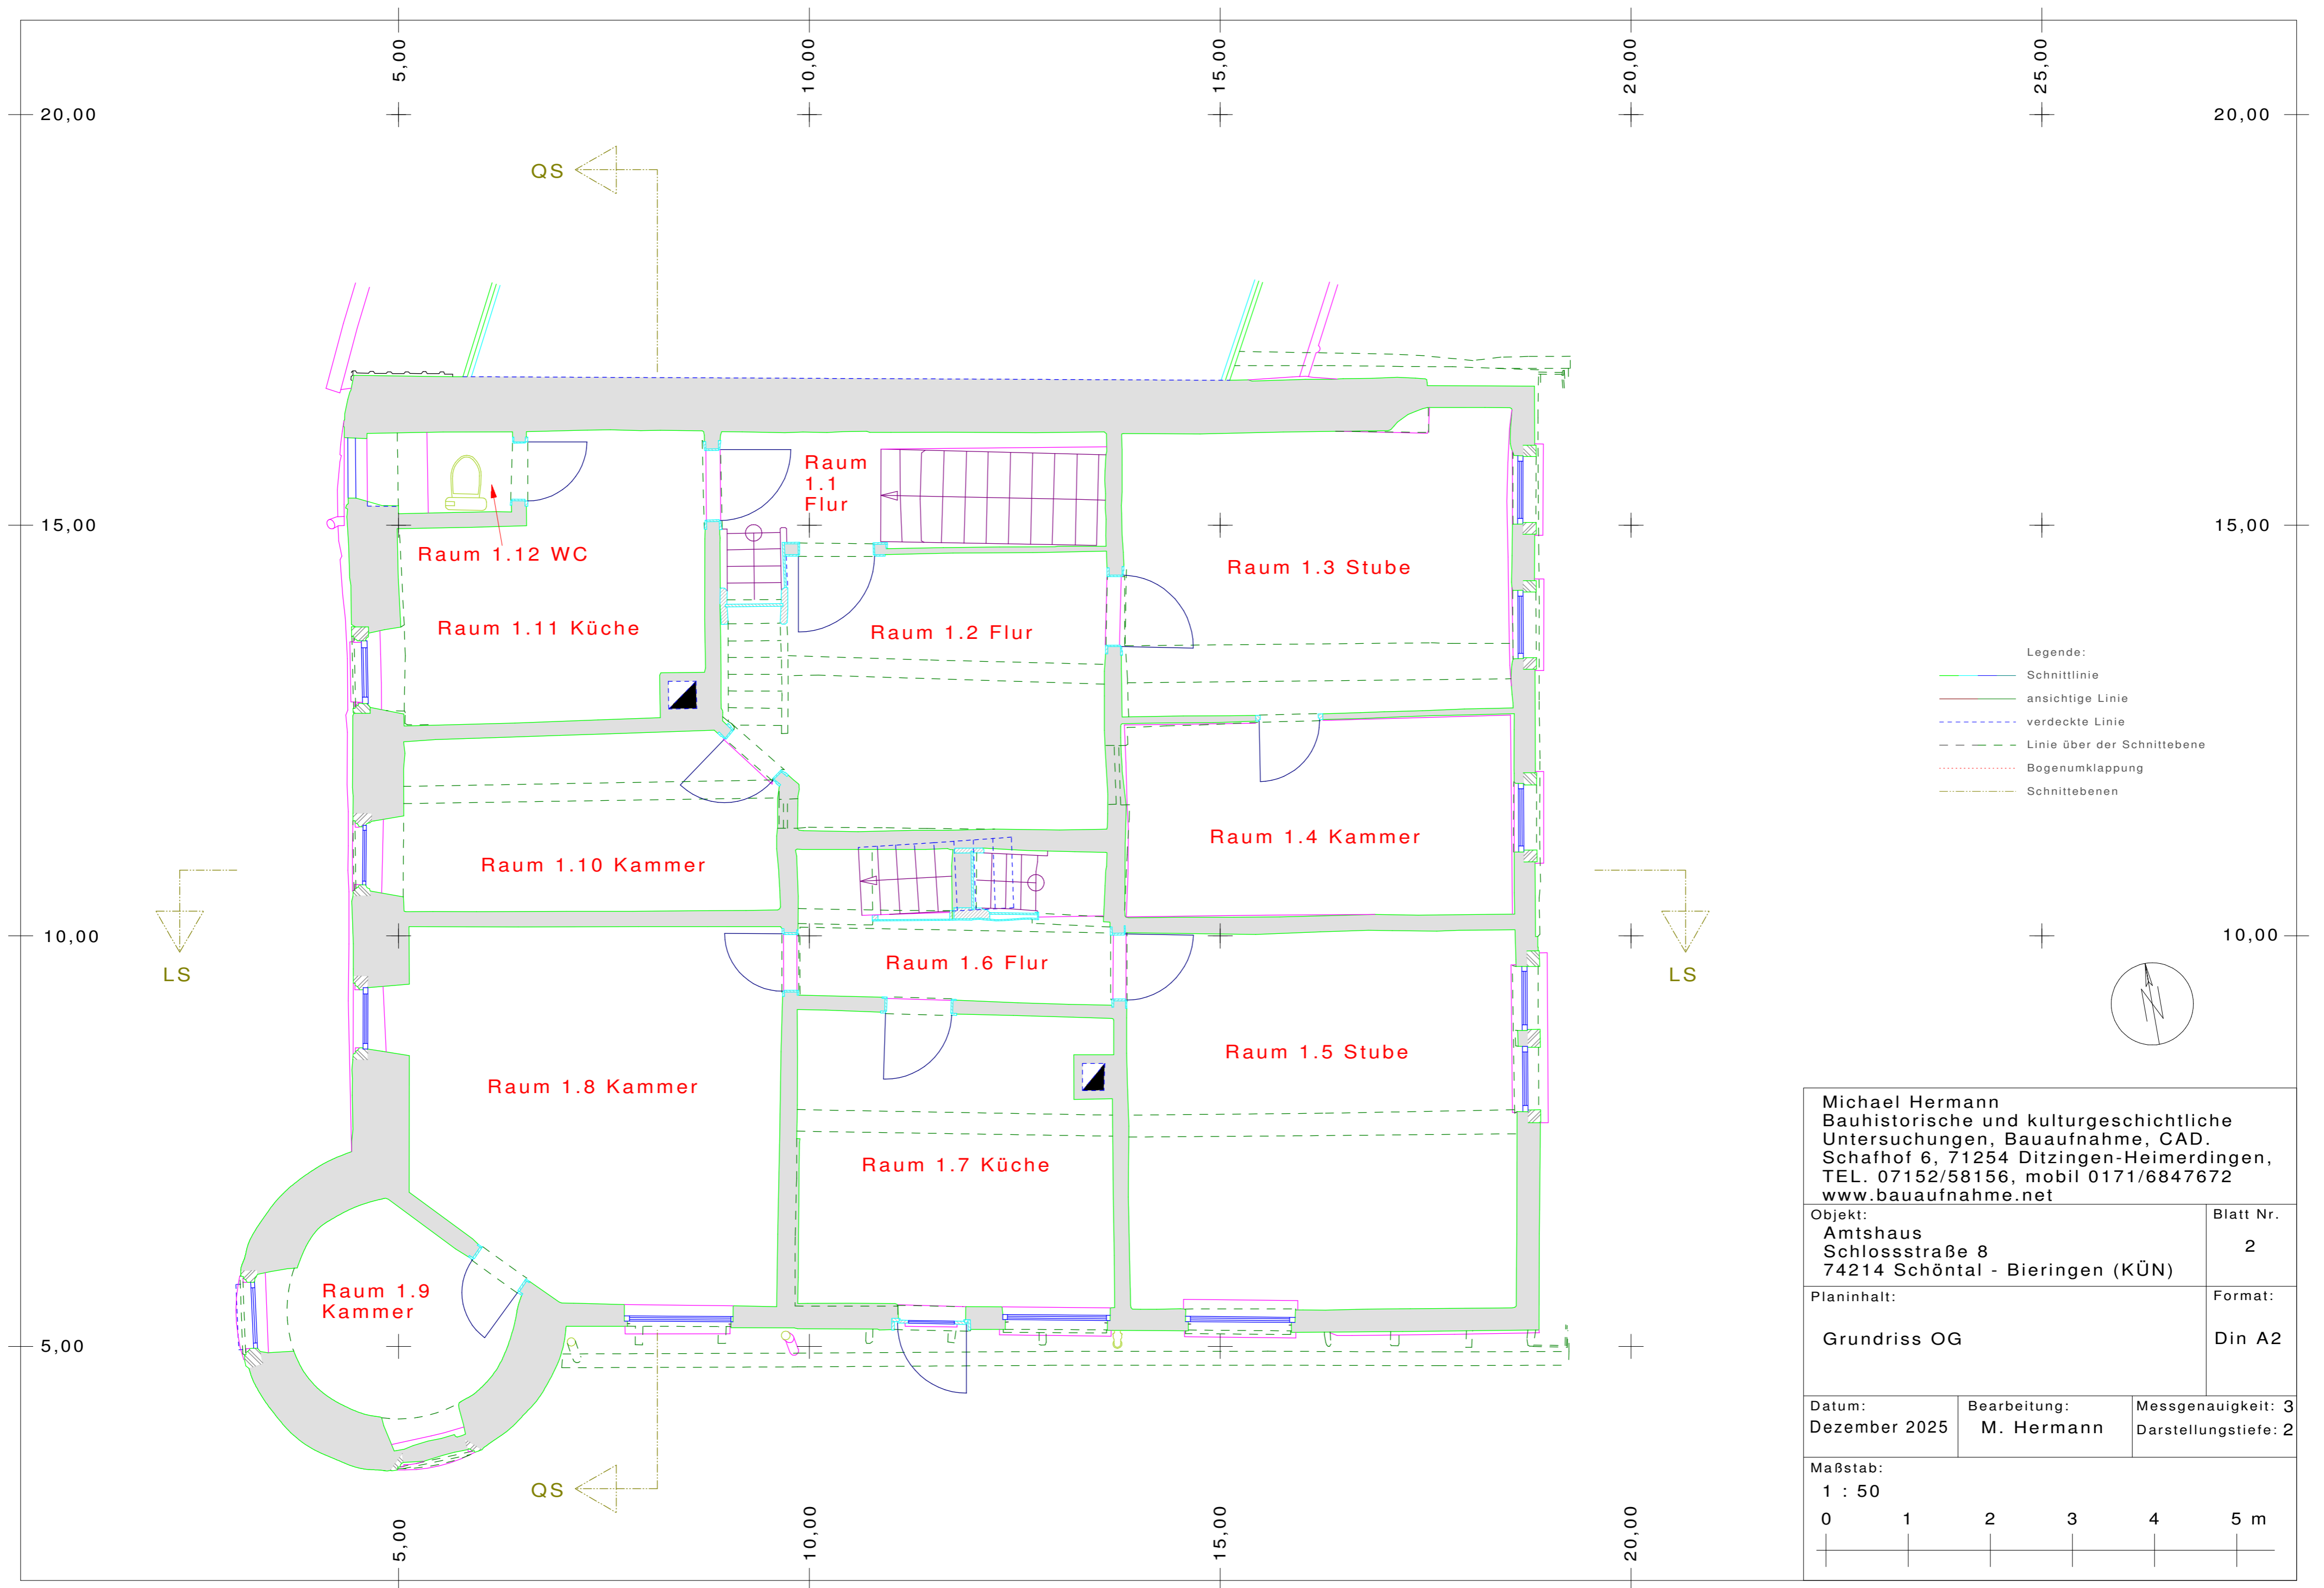 5,00
10,00
15,00
20,00
25,00
20,00
20,00
QS
Raum
1.1
Flur
15,00
15,00
Raum 1.12 WC
Raum 1.3 Stube
Raum 1.11 Küche
Raum 1.2 Flur
Legende:
Schnittlinie
ansichtige Linie
verdeckte Linie
Linie über der Schnittebene
Bogenumklappung
Schnittebenen
Raum 1.4 Kammer
Raum 1.10 Kammer
10,00
10,00
LS
Raum 1.6 Flur
LS
N
Raum 1.5 Stube
Raum 1.8 Kammer
Raum 1.7 Küche
Raum 1.9
Kammer
5,00
QS
5,00
10,00
15,00
20,00
Michael Hermann
Bauhistorische und kulturgeschichtliche
Untersuchungen, Bauaufnahme, CAD.
Schafhof 6, 71254 Ditzingen-Heimerdingen,
TEL. 07152/58156, mobil 0171/6847672
www.bauaufnahme.net
Objekt:
Amtshaus
Schlossstraße 8
74214 Schöntal - Bieringen (KÜN)
Blatt Nr.
2
Planinhalt:
Grundriss OG
Format:
Din A2
Datum:
Dezember 2025
Bearbeitung:
M. Hermann
Messgenauigkeit: 3
Darstellungstiefe: 2
Maßstab:
1 : 50
0 1 2 3 4 5 m